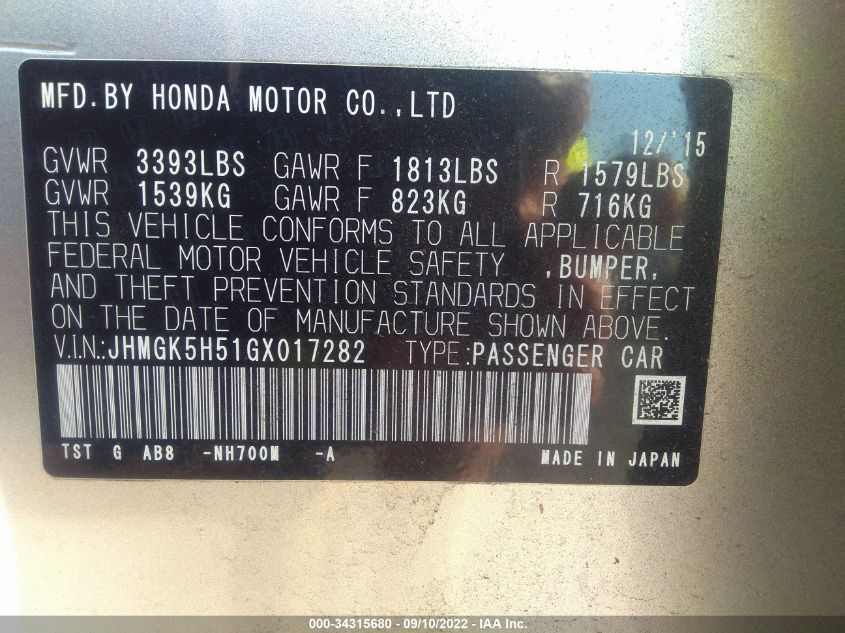 MFD.BY HONDA MOTOR CO.,LTD
12/'15
GVWR 3393LBS GAWR F 1813LBS R 1579LBS
GVWR 1539KG GAWR F 823KG R 716KG
THIS VEHICLE CONFORMS TO ALL APPLICABLE
FEDERAL MOTOR VEHICLE SAFETY ,BUMPER,
AND THEFT PREVENTION STANDARDS IN EFFECT
ON THE DATE OF MANUFACTURE SHOWN ABOVE.
V.I.N.:JHMGK5H51GX017282 TYPE:PASSENGER CAR
TST G AB8 -NH700M -A MADE IN JAPAN
000-34315680 - 09/10/2022 - IAA Inc.